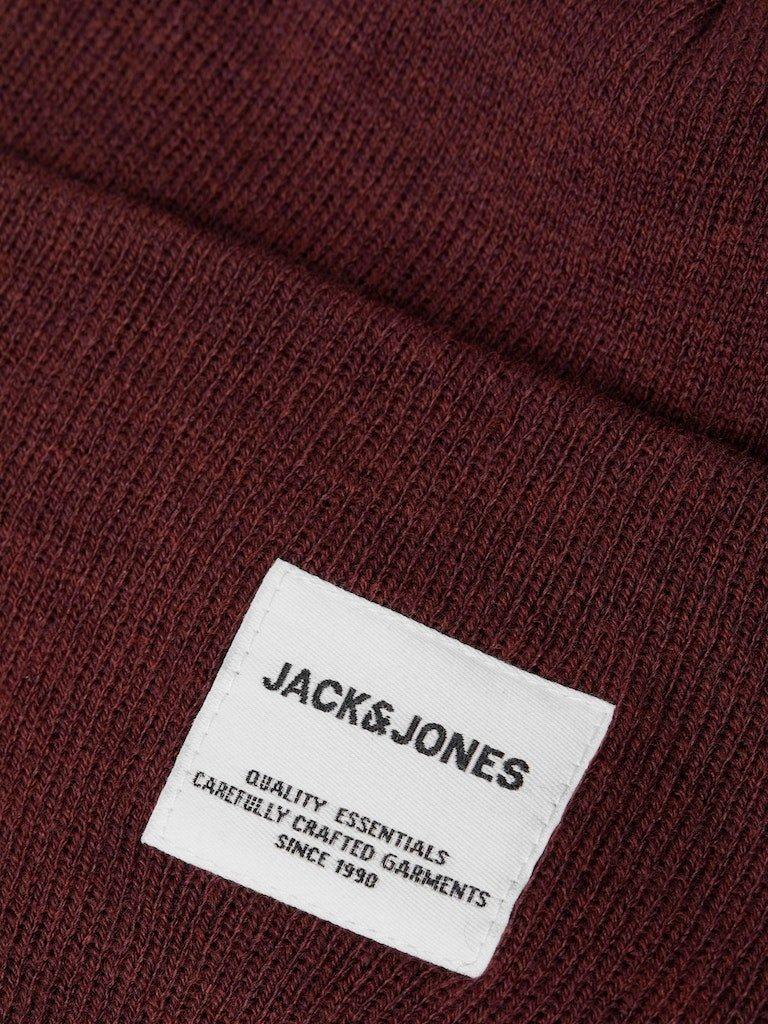 JACK&JONES
QUALITY ESSENTIALS
CAREFULLY CRAFTED GARMENTS
SINCE 1990